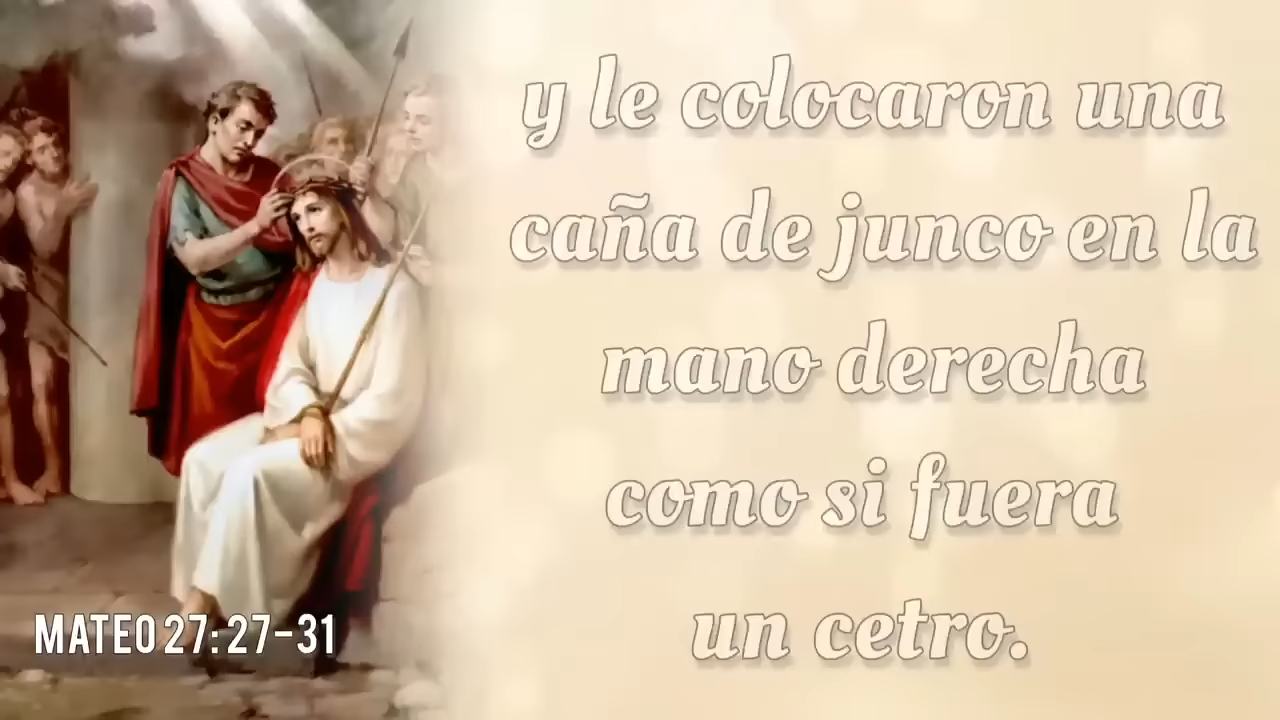 y le colocaron una
caña de junco en la
mano derecha
como si fuera
un cetro.
MATEO 27:27-31